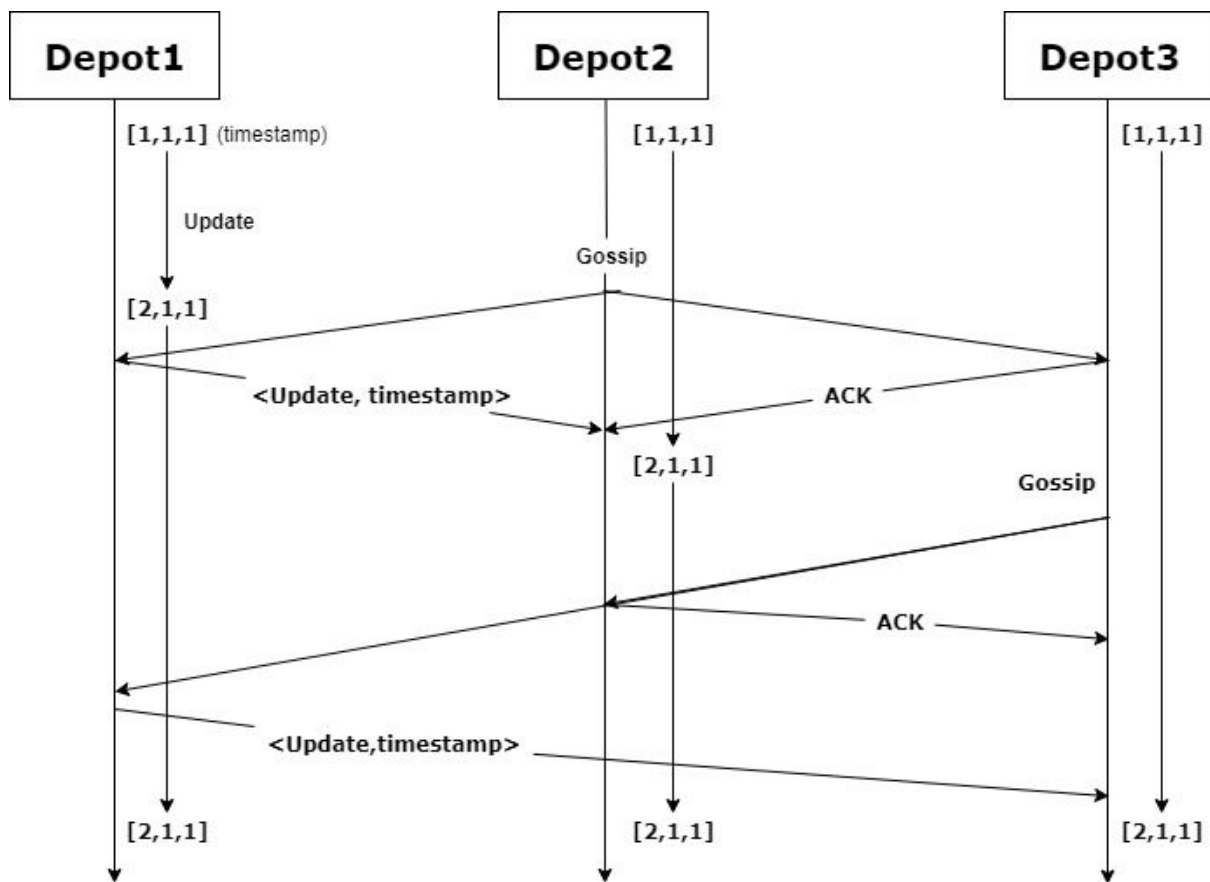 Depot1 Depot2 Depot3
[1,1,1] (timestamp) [1,1,1] [1,1,1]
Update
Gossip
[2,1,1]
<Update, timestamp> ACK
[2,1,1]
Gossip
ACK
<Update,timestamp>
[2,1,1] [2,1,1] [2,1,1]